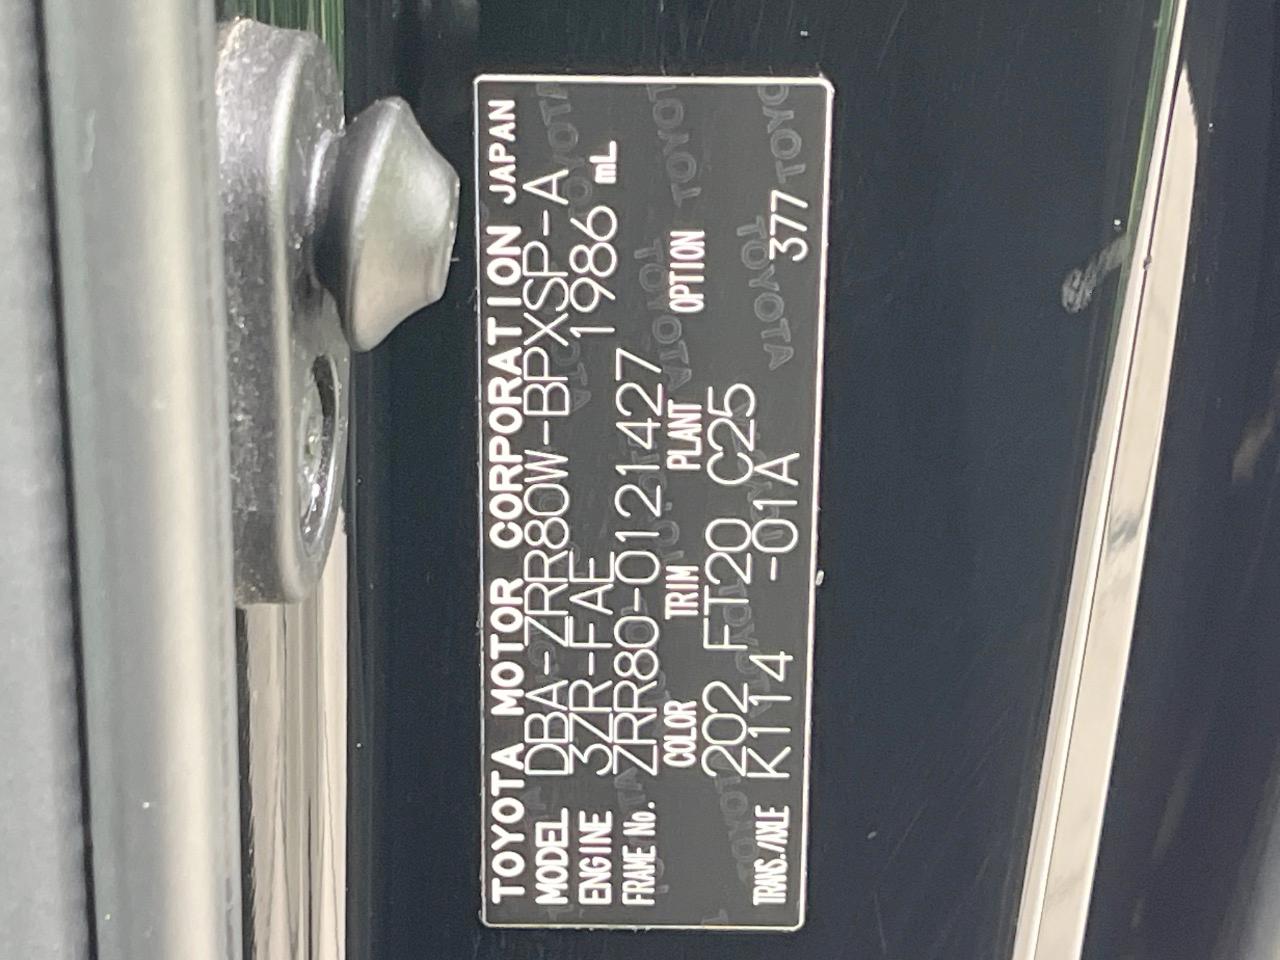 TOYOTA MOTOR CORPORATION JAPAN
MODEL DBA-ZRR80W-BPXSP-A
ENGINE 3ZR-FAE 1986 mL
FRAME No. ZRR80-0121427
COLOR TRIM PLANT OPTION
202 FT20 C25
TRANS./AXLE K114 -01A 377